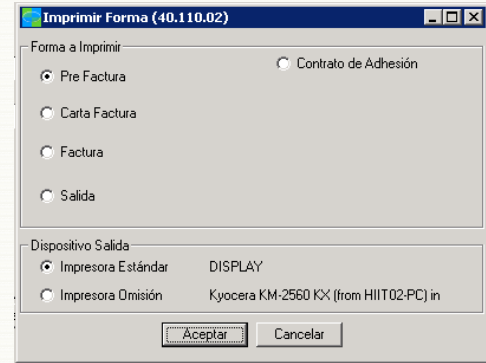 Imprimir Forma (40.110.02)
Forma a Imprimir
Pre Factura
Contrato de Adhesión
Carta Factura
Factura
Salida
Dispositivo Salida
Impresora Estándar DISPLAY
Impresora Omisión Kyocera KM-2560 KX (from HIIT02-PC) in
Aceptar Cancelar